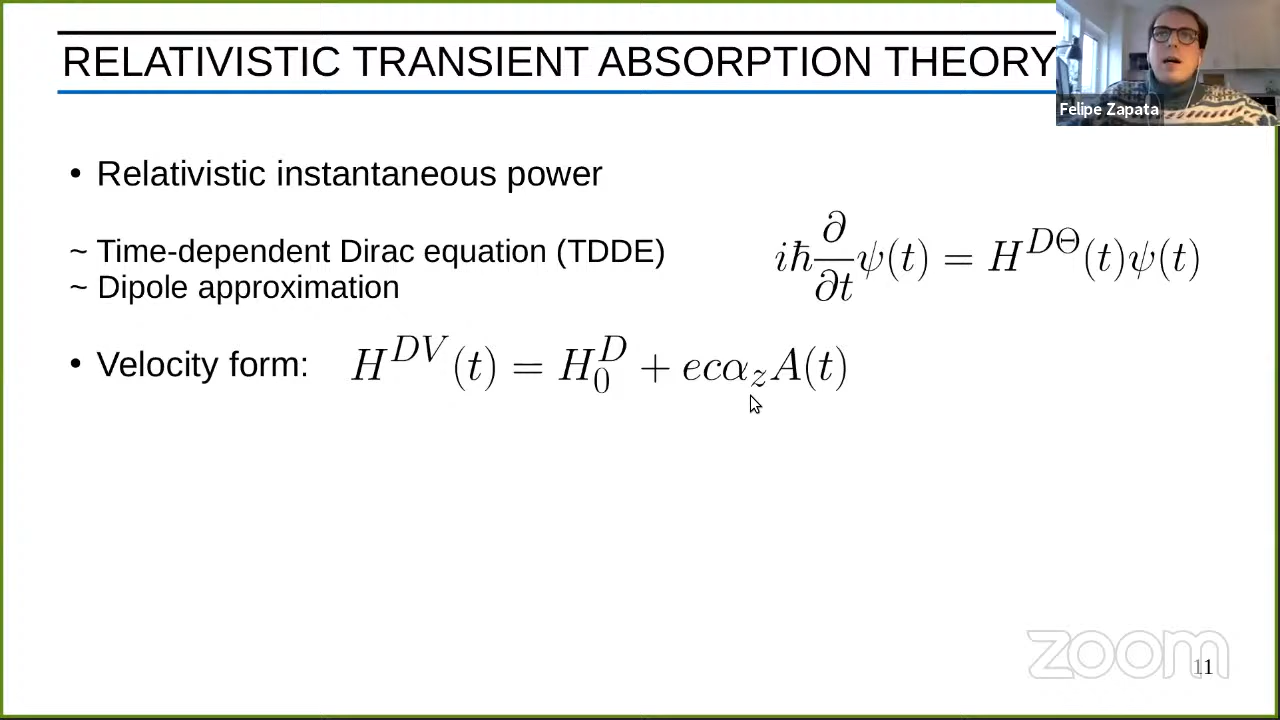 RELATIVISTIC TRANSIENT ABSORPTION THEORY
Felipe Zapata
• Relativistic instantaneous power
~ Time-dependent Dirac equation (TDDE)
~ Dipole approximation
iħ ∂/∂t ψ(t) = H^{DΘ}(t)ψ(t)
• Velocity form: H^{DV}(t) = H_0^D + ecα_z A(t)
zoom
11